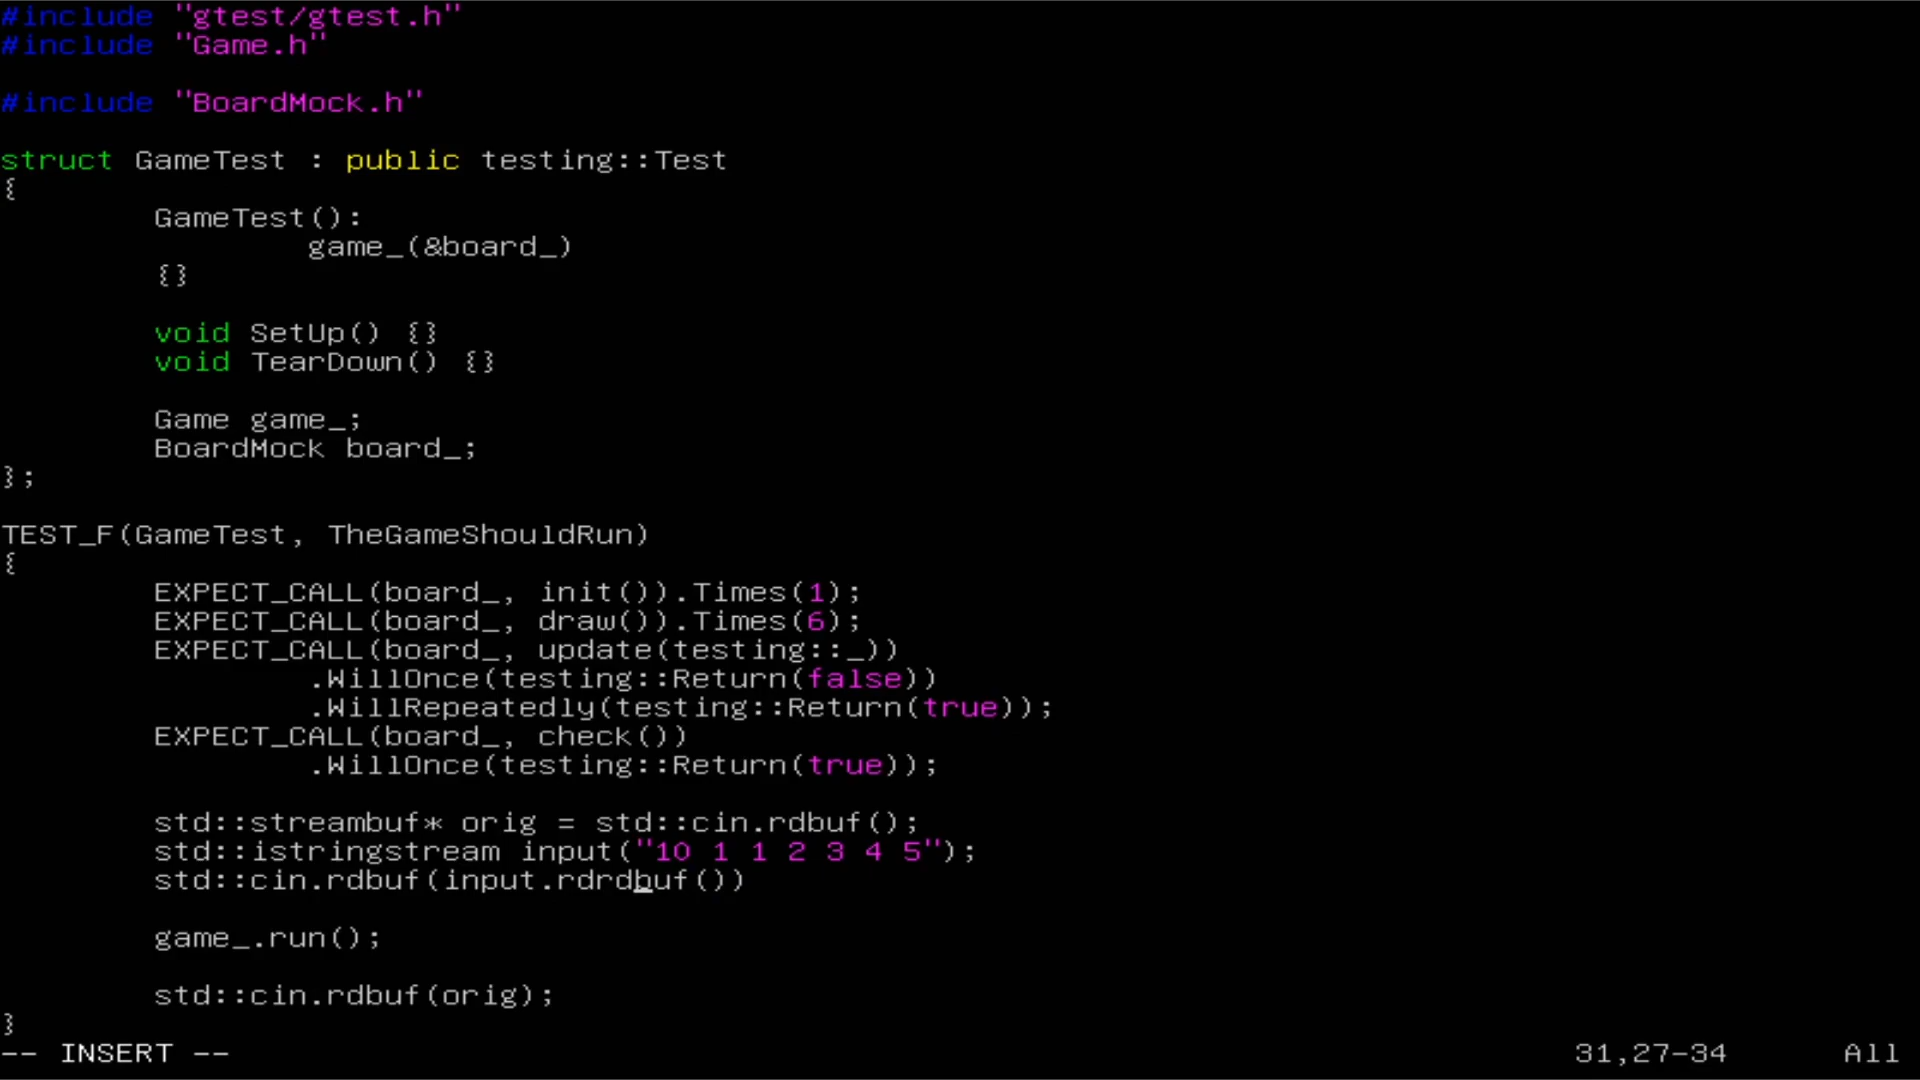 #include "gtest/gtest.h"
#include "Game.h"
#include "BoardMock.h"
struct GameTest : public testing::Test
{
GameTest():
game_(&board_)
{}
void SetUp() {}
void TearDown() {}
Game game_;
BoardMock board_;
};
TEST_F(GameTest, TheGameShouldRun)
{
EXPECT_CALL(board_, init()).Times(1);
EXPECT_CALL(board_, draw()).Times(6);
EXPECT_CALL(board_, update(testing::_))
.WillOnce(testing::Return(false))
.WillRepeatedly(testing::Return(true));
EXPECT_CALL(board_, check())
.WillOnce(testing::Return(true));
std::streambuf* orig = std::cin.rdbuf();
std::istringstream input("10 1 1 2 3 4 5");
std::cin.rdbuf(input.rdrdbuf())
game_.run();
std::cin.rdbuf(orig);
}
-- INSERT -- 31,27-34 All